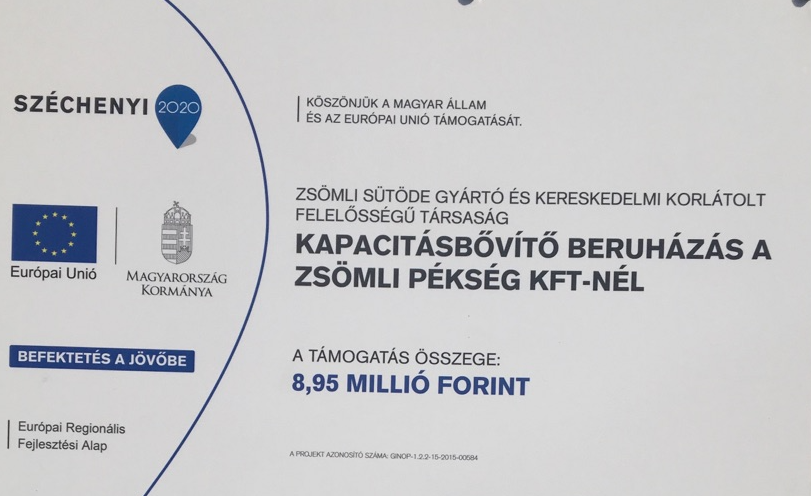 SZÉCHENYI 2020
KÖSZÖNJÜK A MAGYAR ÁLLAM
ÉS AZ EURÓPAI UNIÓ TÁMOGATÁSÁT.
Európai Unió
MAGYARORSZÁG
KORMÁNYA
ZSÖMLI SÜTÖDE GYÁRTÓ ÉS KERESKEDELMI KORLÁTOLT
FELELŐSSÉGŰ TÁRSASÁG
KAPACITÁSBŐVÍTŐ BERUHÁZÁS A
ZSÖMLI PÉKSÉG KFT-NÉL
BEFEKTETÉS A JÖVŐBE
A TÁMOGATÁS ÖSSZEGE:
8,95 MILLIÓ FORINT
Európai Regionális
Fejlesztési Alap
A PROJEKT AZONOSÍTÓ SZÁMA: GINOP-1.2.2-15-2015-00584